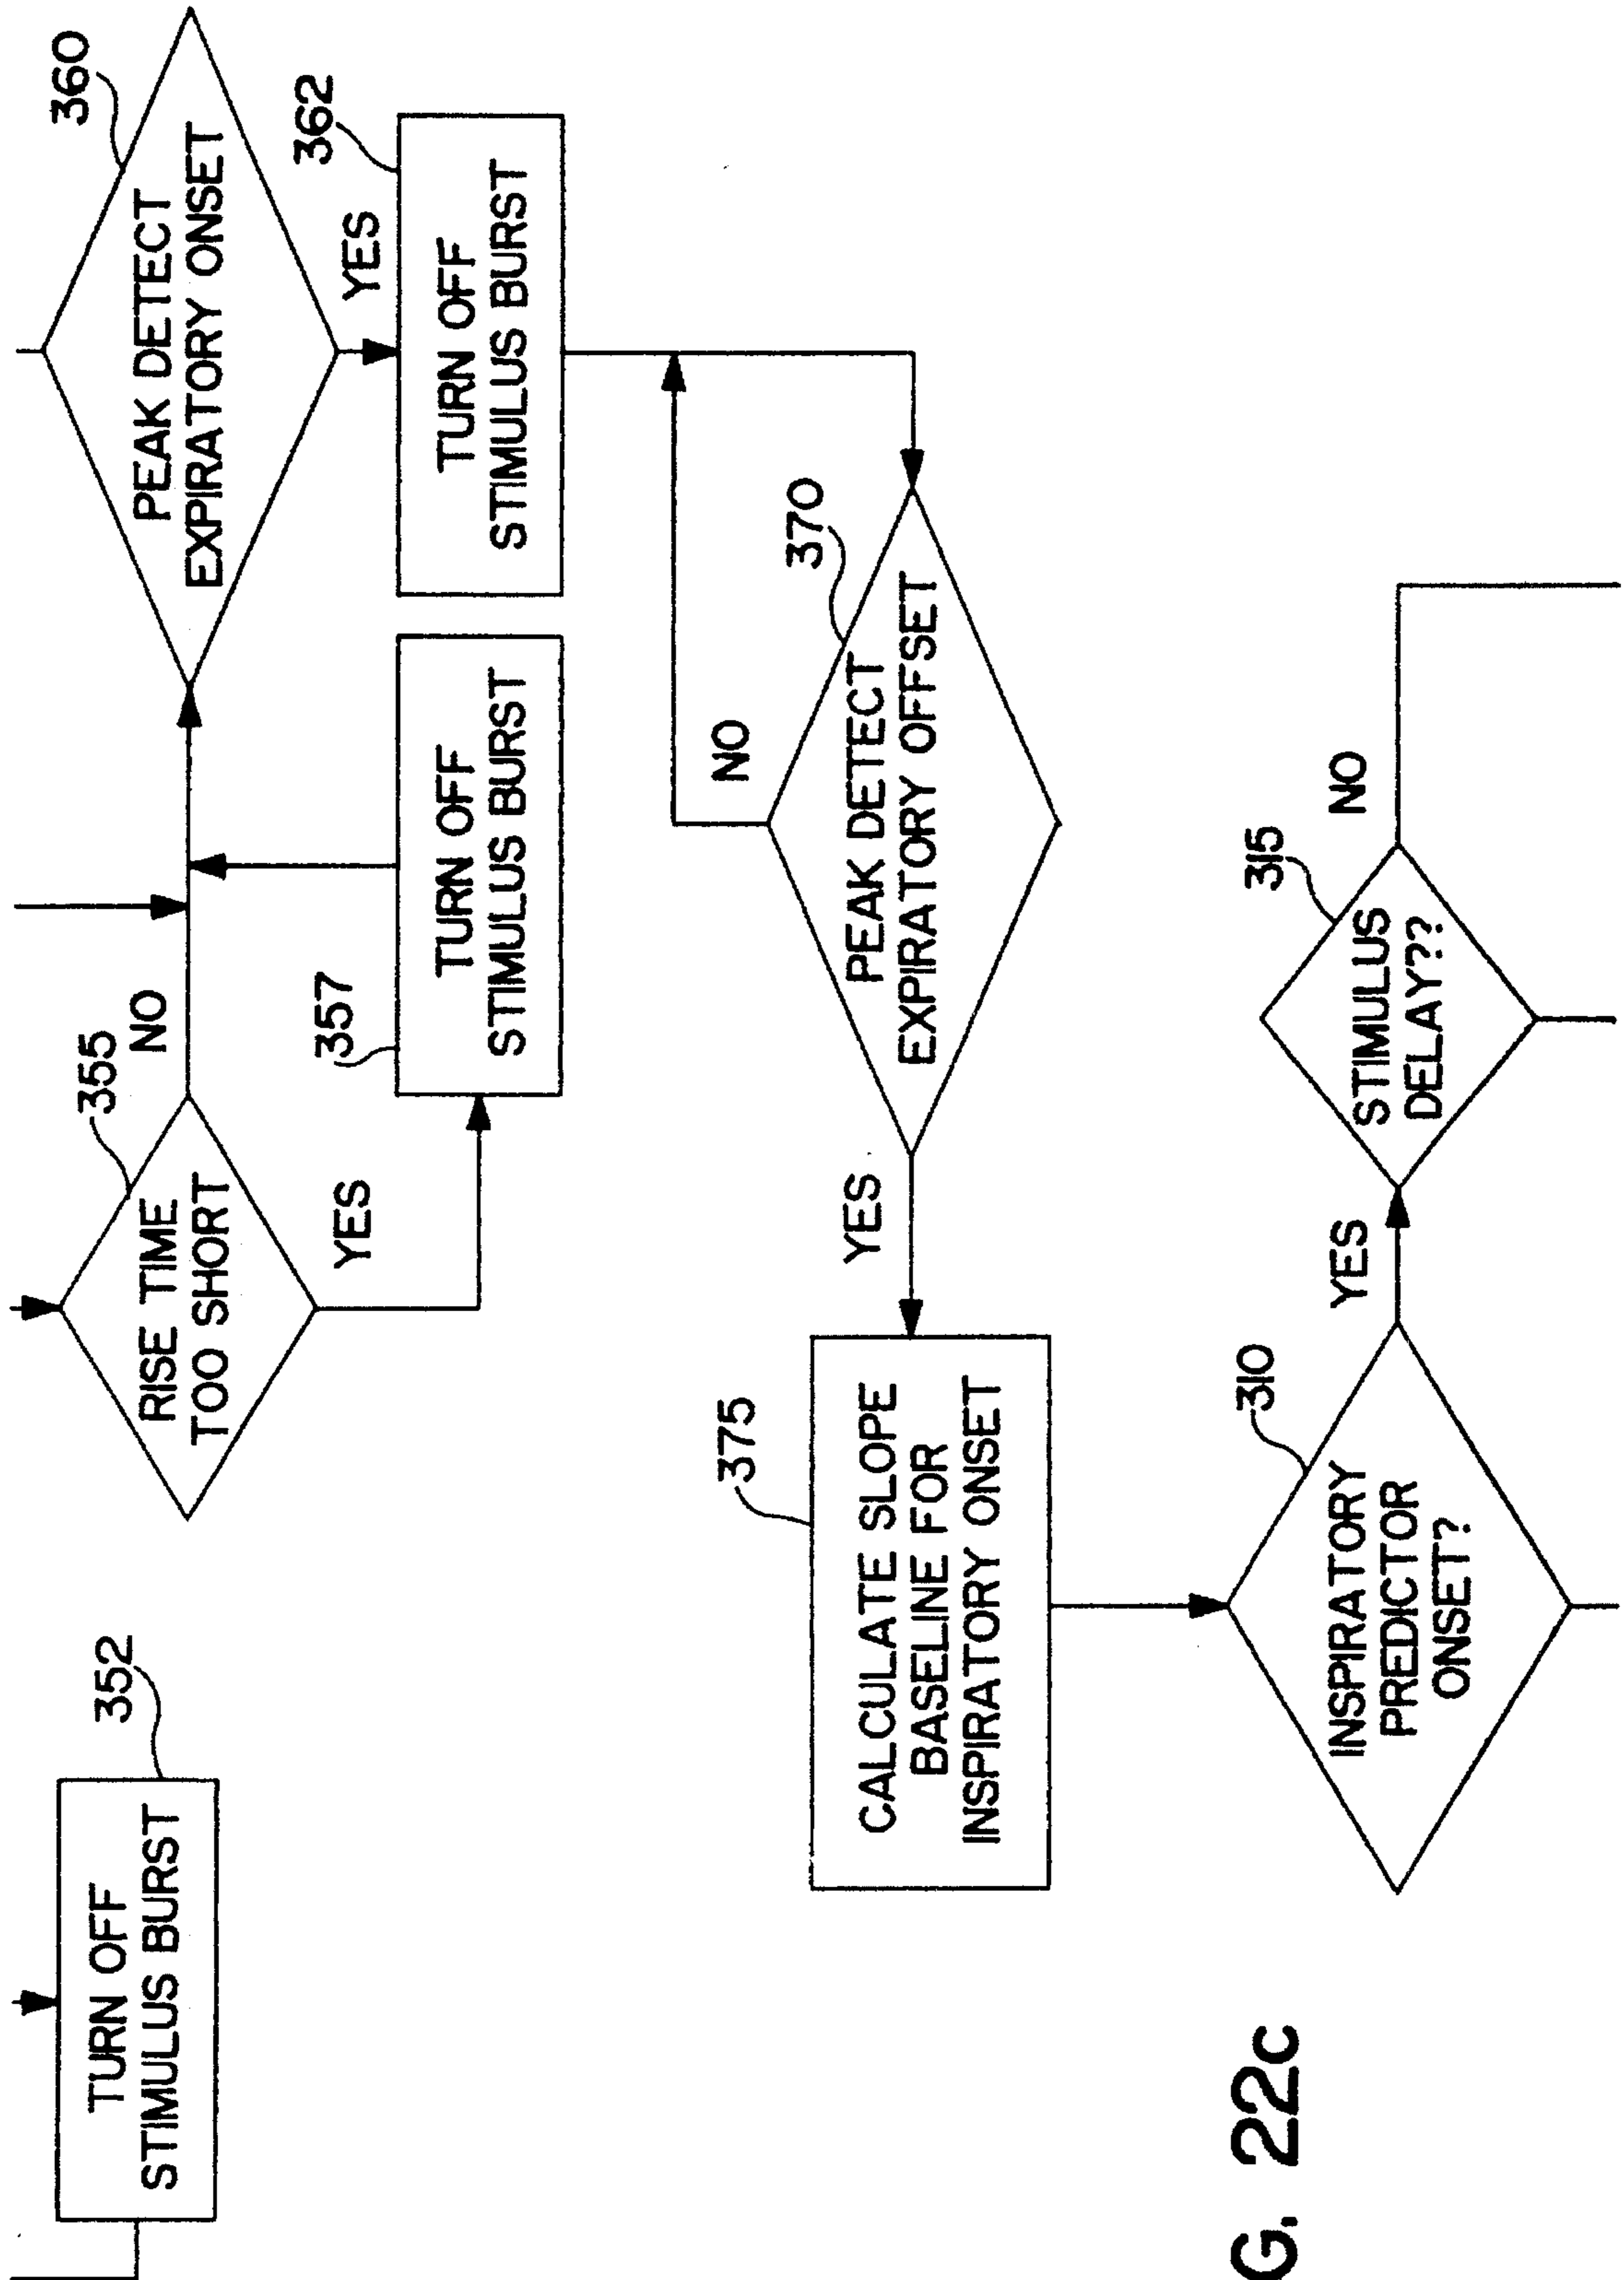 360
PEAK DETECT
EXPIRATORY ONSET
YES
362
TURN OFF
STIMULUS BURST
355
RISE TIME
TOO SHORT
NO
YES
357
TURN OFF
STIMULUS BURST
352
TURN OFF
STIMULUS BURST
370
PEAK DETECT
EXPIRATORY OFFSET
NO
YES
375
CALCULATE SLOPE
BASELINE FOR
INSPIRATORY ONSET
310
INSPIRATORY
PREDICTOR
ONSET?
YES
315
STIMULUS
DELAY??
NO
G. 22c